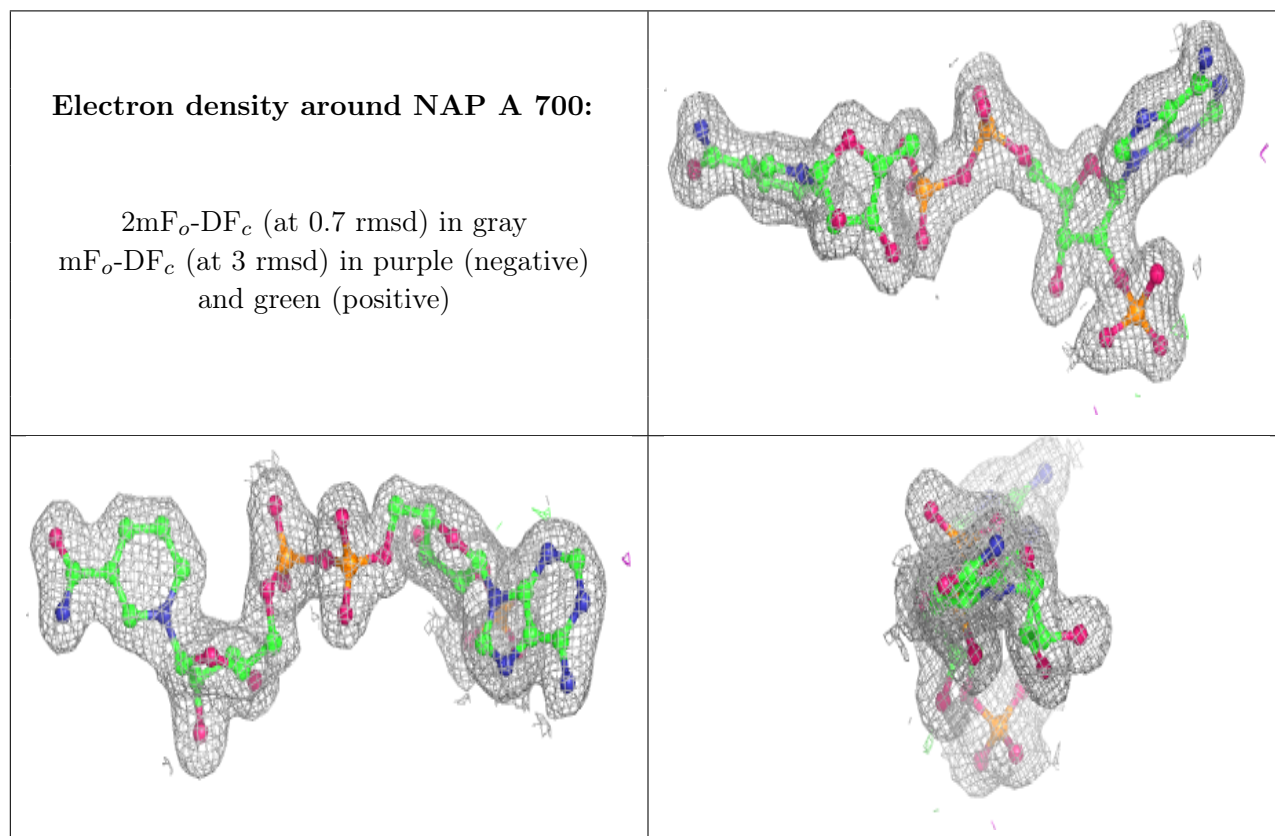 Electron density around NAP A 700:
2mFo-DFc (at 0.7 rmsd) in gray
mFo-DFc (at 3 rmsd) in purple (negative)
and green (positive)